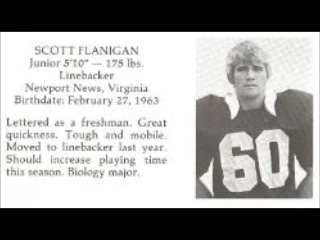 SCOTT FLANIGAN
Junior 5'10" — 175 lbs.
Linebacker
Newport News, Virginia
Birthdate: February 27, 1963
Lettered as a freshman. Great
quickness. Tough and mobile.
Moved to linebacker last year.
Should increase playing time
this season. Biology major.
60